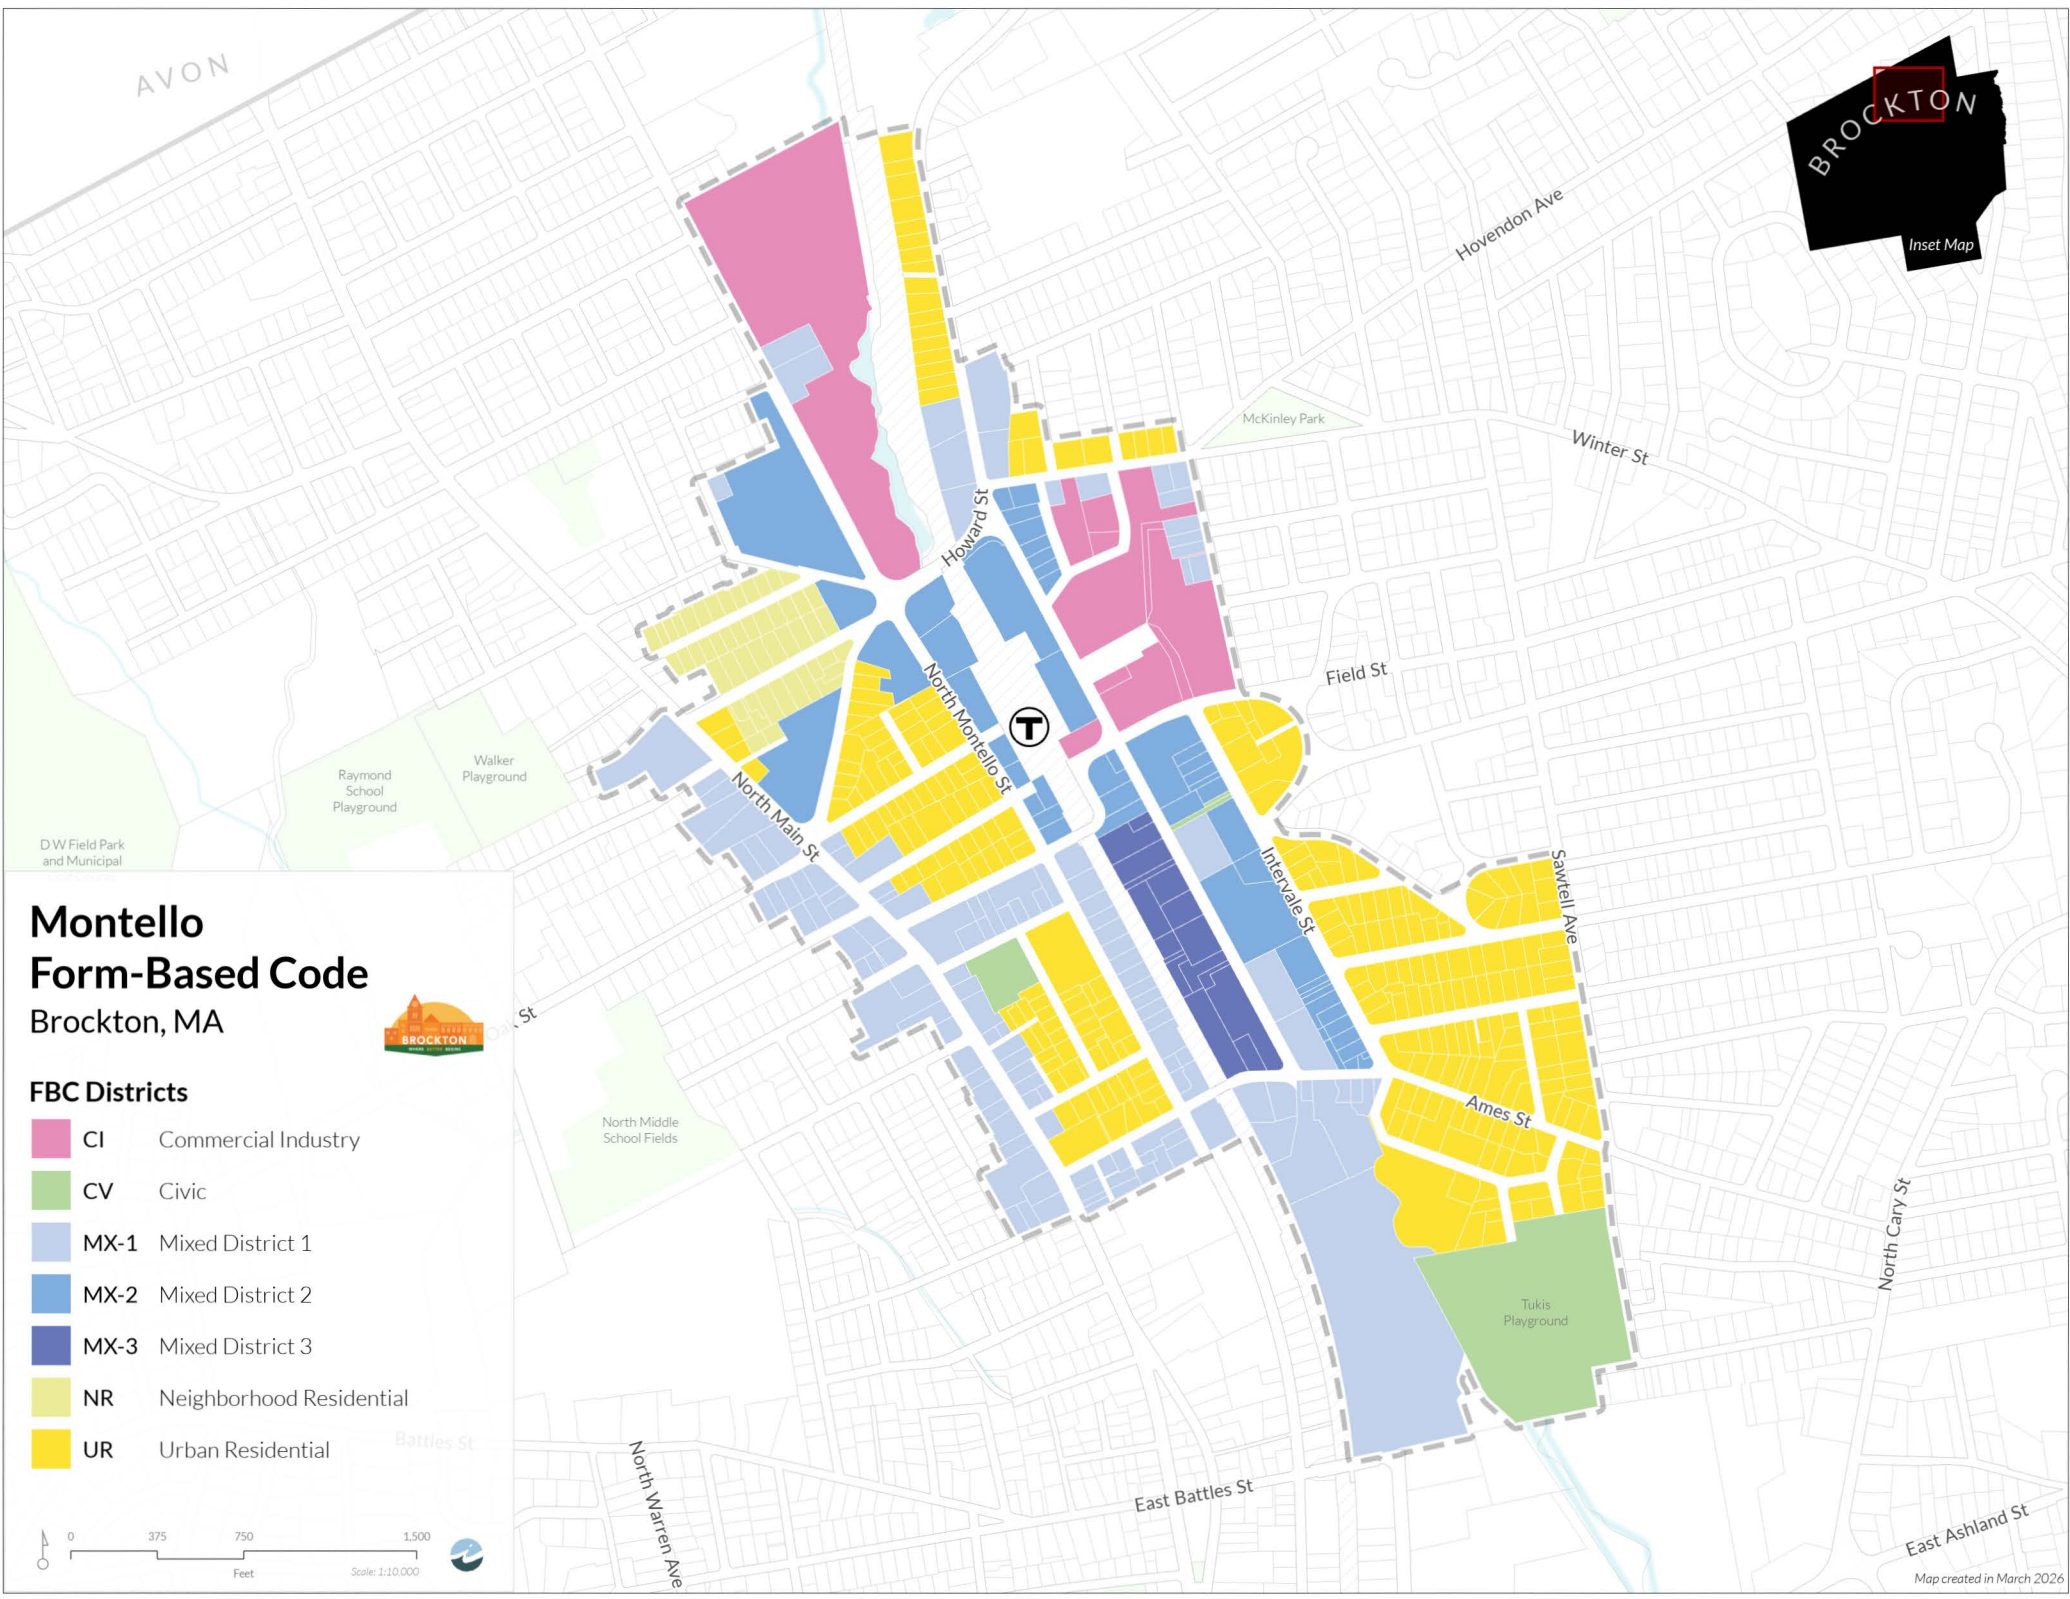 AVON
BROCKTON
Inset Map
Hovendon Ave
McKinley Park
Winter St
Howard St
Field St
North Montello St
T
Walker
Playground
Raymond
School
Playground
North Main St
D W Field Park
and Municipal
Intervale St
Sawtell Ave
Montello
Form-Based Code
Brockton, MA
BROCKTON
WHERE BETTER BEGINS
St
North Middle
School Fields
Ames St
North Cary St
Tukis
Playground
FBC Districts
CI Commercial Industry
CV Civic
MX-1 Mixed District 1
MX-2 Mixed District 2
MX-3 Mixed District 3
NR Neighborhood Residential
UR Urban Residential
Battles St
North Warren Ave
East Battles St
East Ashland St
0 375 750 1,500
Feet
Scale: 1:10,000
Map created in March 2026